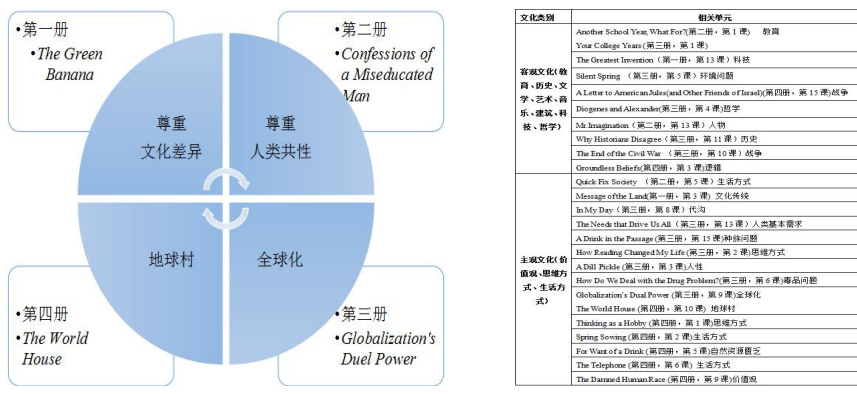 •第一册
•The Green
Banana
•第二册
•Confessions of
a Miseducated
Man
尊重
文化差异
尊重
人类共性
地球村
全球化
•第四册
•The World
House
•第三册
•Globalization's
Duel Power
文化类别 相关单元
客观文化(教育、历史、文学、艺术、音乐、建筑、科技、哲学)
Another School Year, What For?(第二册，第 1 课) 教育
Your College Years (第三册，第 1 课)
The Greatest Invention（第一册，第 13 课）科技
Silent Spring （第三册，第 5 课）环境问题
A Letter to American Jules(and Other Friends of Israel)(第四册，第 15 课)战争
Diogenes and Alexander(第三册，第 4 课)哲学
Mr.Imagination（第二册，第 13 课）人物
Why Historians Disagree（第三册，第 11 课）历史
The End of the Civil War （第三册，第 10 课）战争
Groundless Beliefs(第四册，第 3 课)逻辑
主观文化(价值观、思维方式、生活方式)
Quick Fix Society （第二册，第 5 课）生活方式
Message of the Land(第一册，第 3 课) 文化传统
In My Day（第三册，第 8 课）代沟
The Needs that Drive Us All（第三册，第 13 课）人类基本需求
A Drink in the Passage (第三册，第 15 课)种族问题
How Reading Changed My Life (第三册，第 2 课)思维方式
A Dill Pickle (第三册，第 3 课)人性
How Do We Deal with the Drug Problem?(第三册，第 6 课)毒品问题
Globalization's Dual Power (第三册，第 9 课)全球化
The World House (第四册，第 10 课) 地球村
Thinking as a Hobby (第四册，第 1 课)思维方式
Spring Sowing (第四册，第 2 课)生活方式
For Want of a Drink (第四册，第 5 课)自然资源匮乏
The Telephone (第四册，第 6 课) 生活方式
The Damned Human Race (第四册，第 9 课)价值观